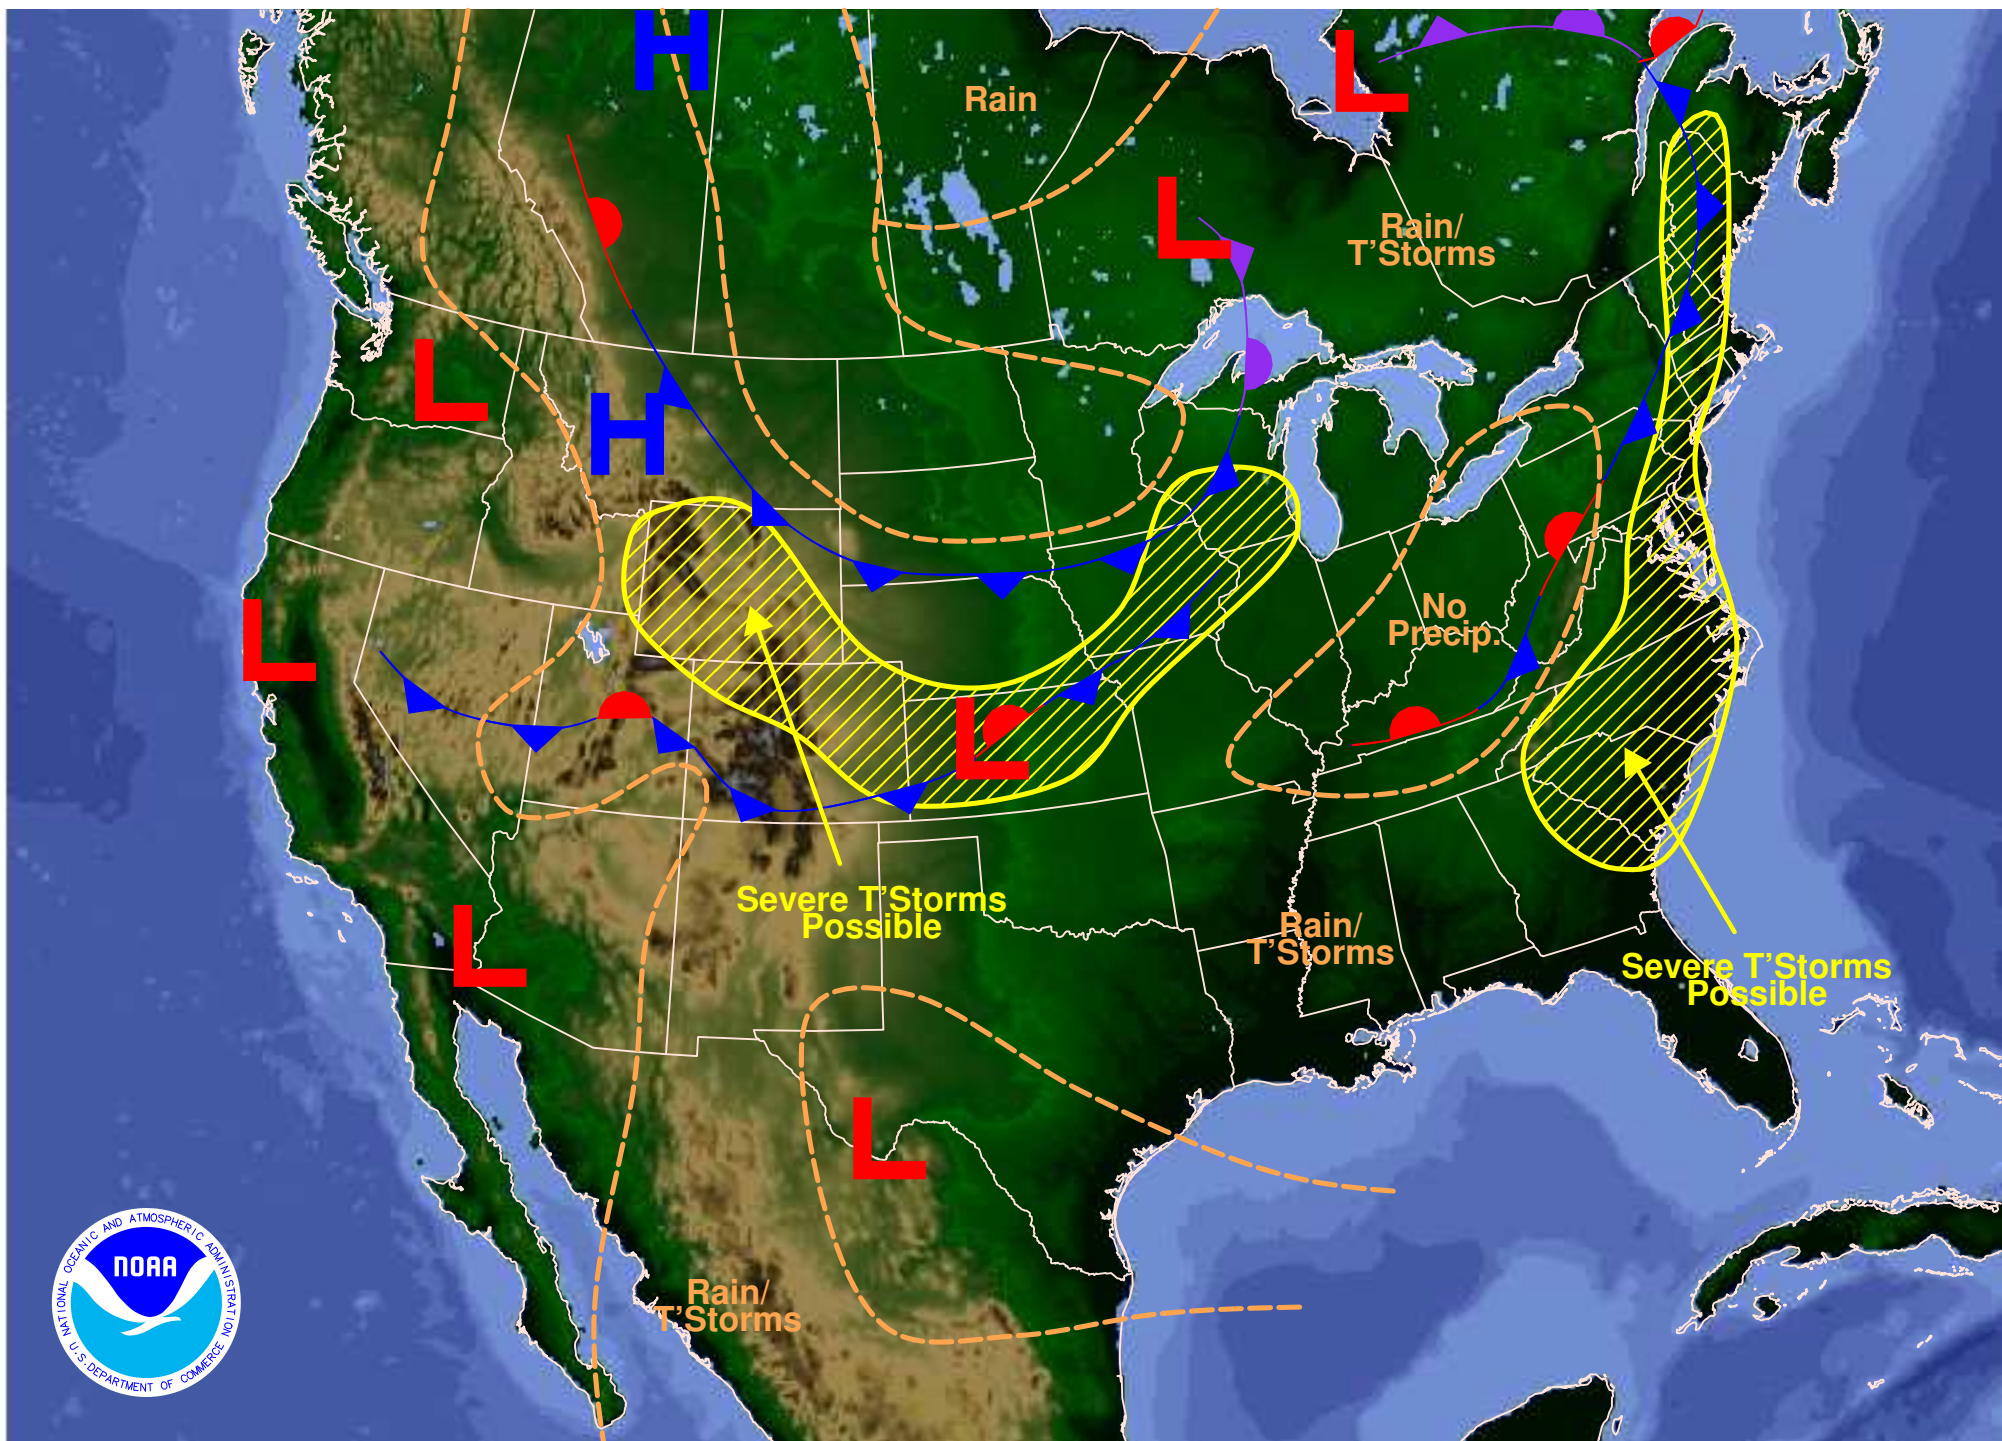 H
L
Rain
L
Rain/
T'Storms
L
H
No
Precip.
L
L
Severe T'Storms
Possible
L
Rain/
T'Storms
Severe T'Storms
Possible
L
Rain/
T'Storms
NATIONAL OCEANIC AND ATMOSPHERIC ADMINISTRATION
NOAA
U.S. DEPARTMENT OF COMMERCE